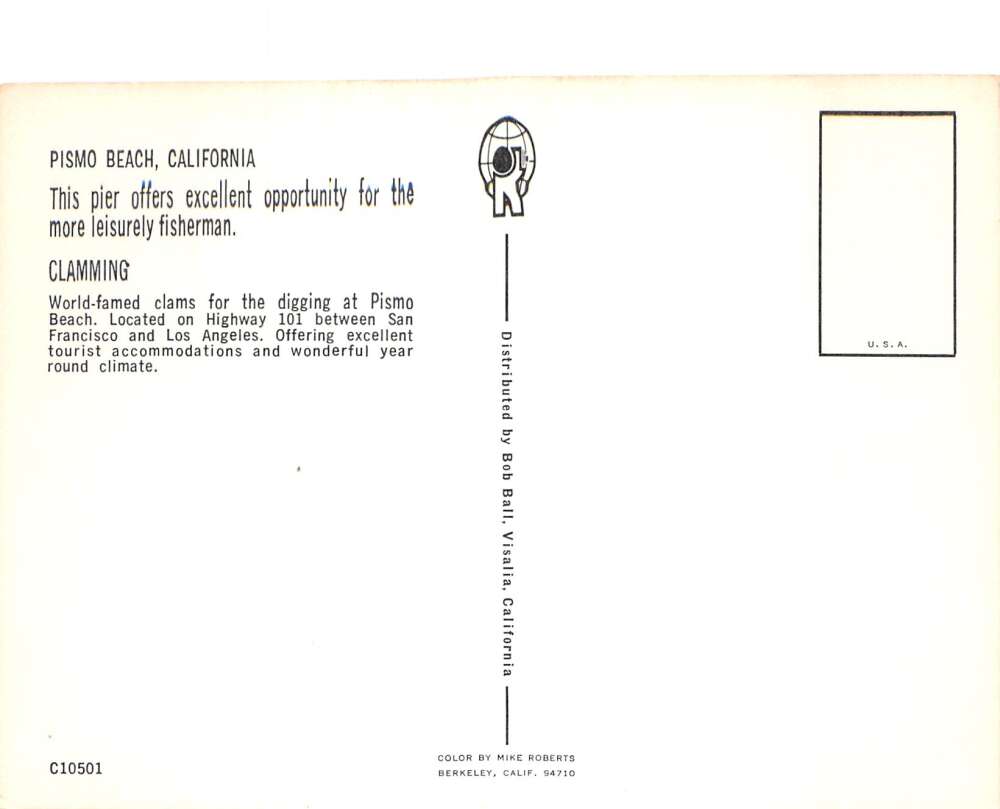 PISMO BEACH, CALIFORNIA
This pier offers excellent opportunity for the
more leisurely fisherman.
CLAMMING
World-famed clams for the digging at Pismo
Beach. Located on Highway 101 between San
Francisco and Los Angeles. Offering excellent
tourist accommodations and wonderful year
round climate.
C10501
Distributed by Bob Ball, Visalia, California
COLOR BY MIKE ROBERTS
BERKELEY, CALIF. 94710
U. S. A.